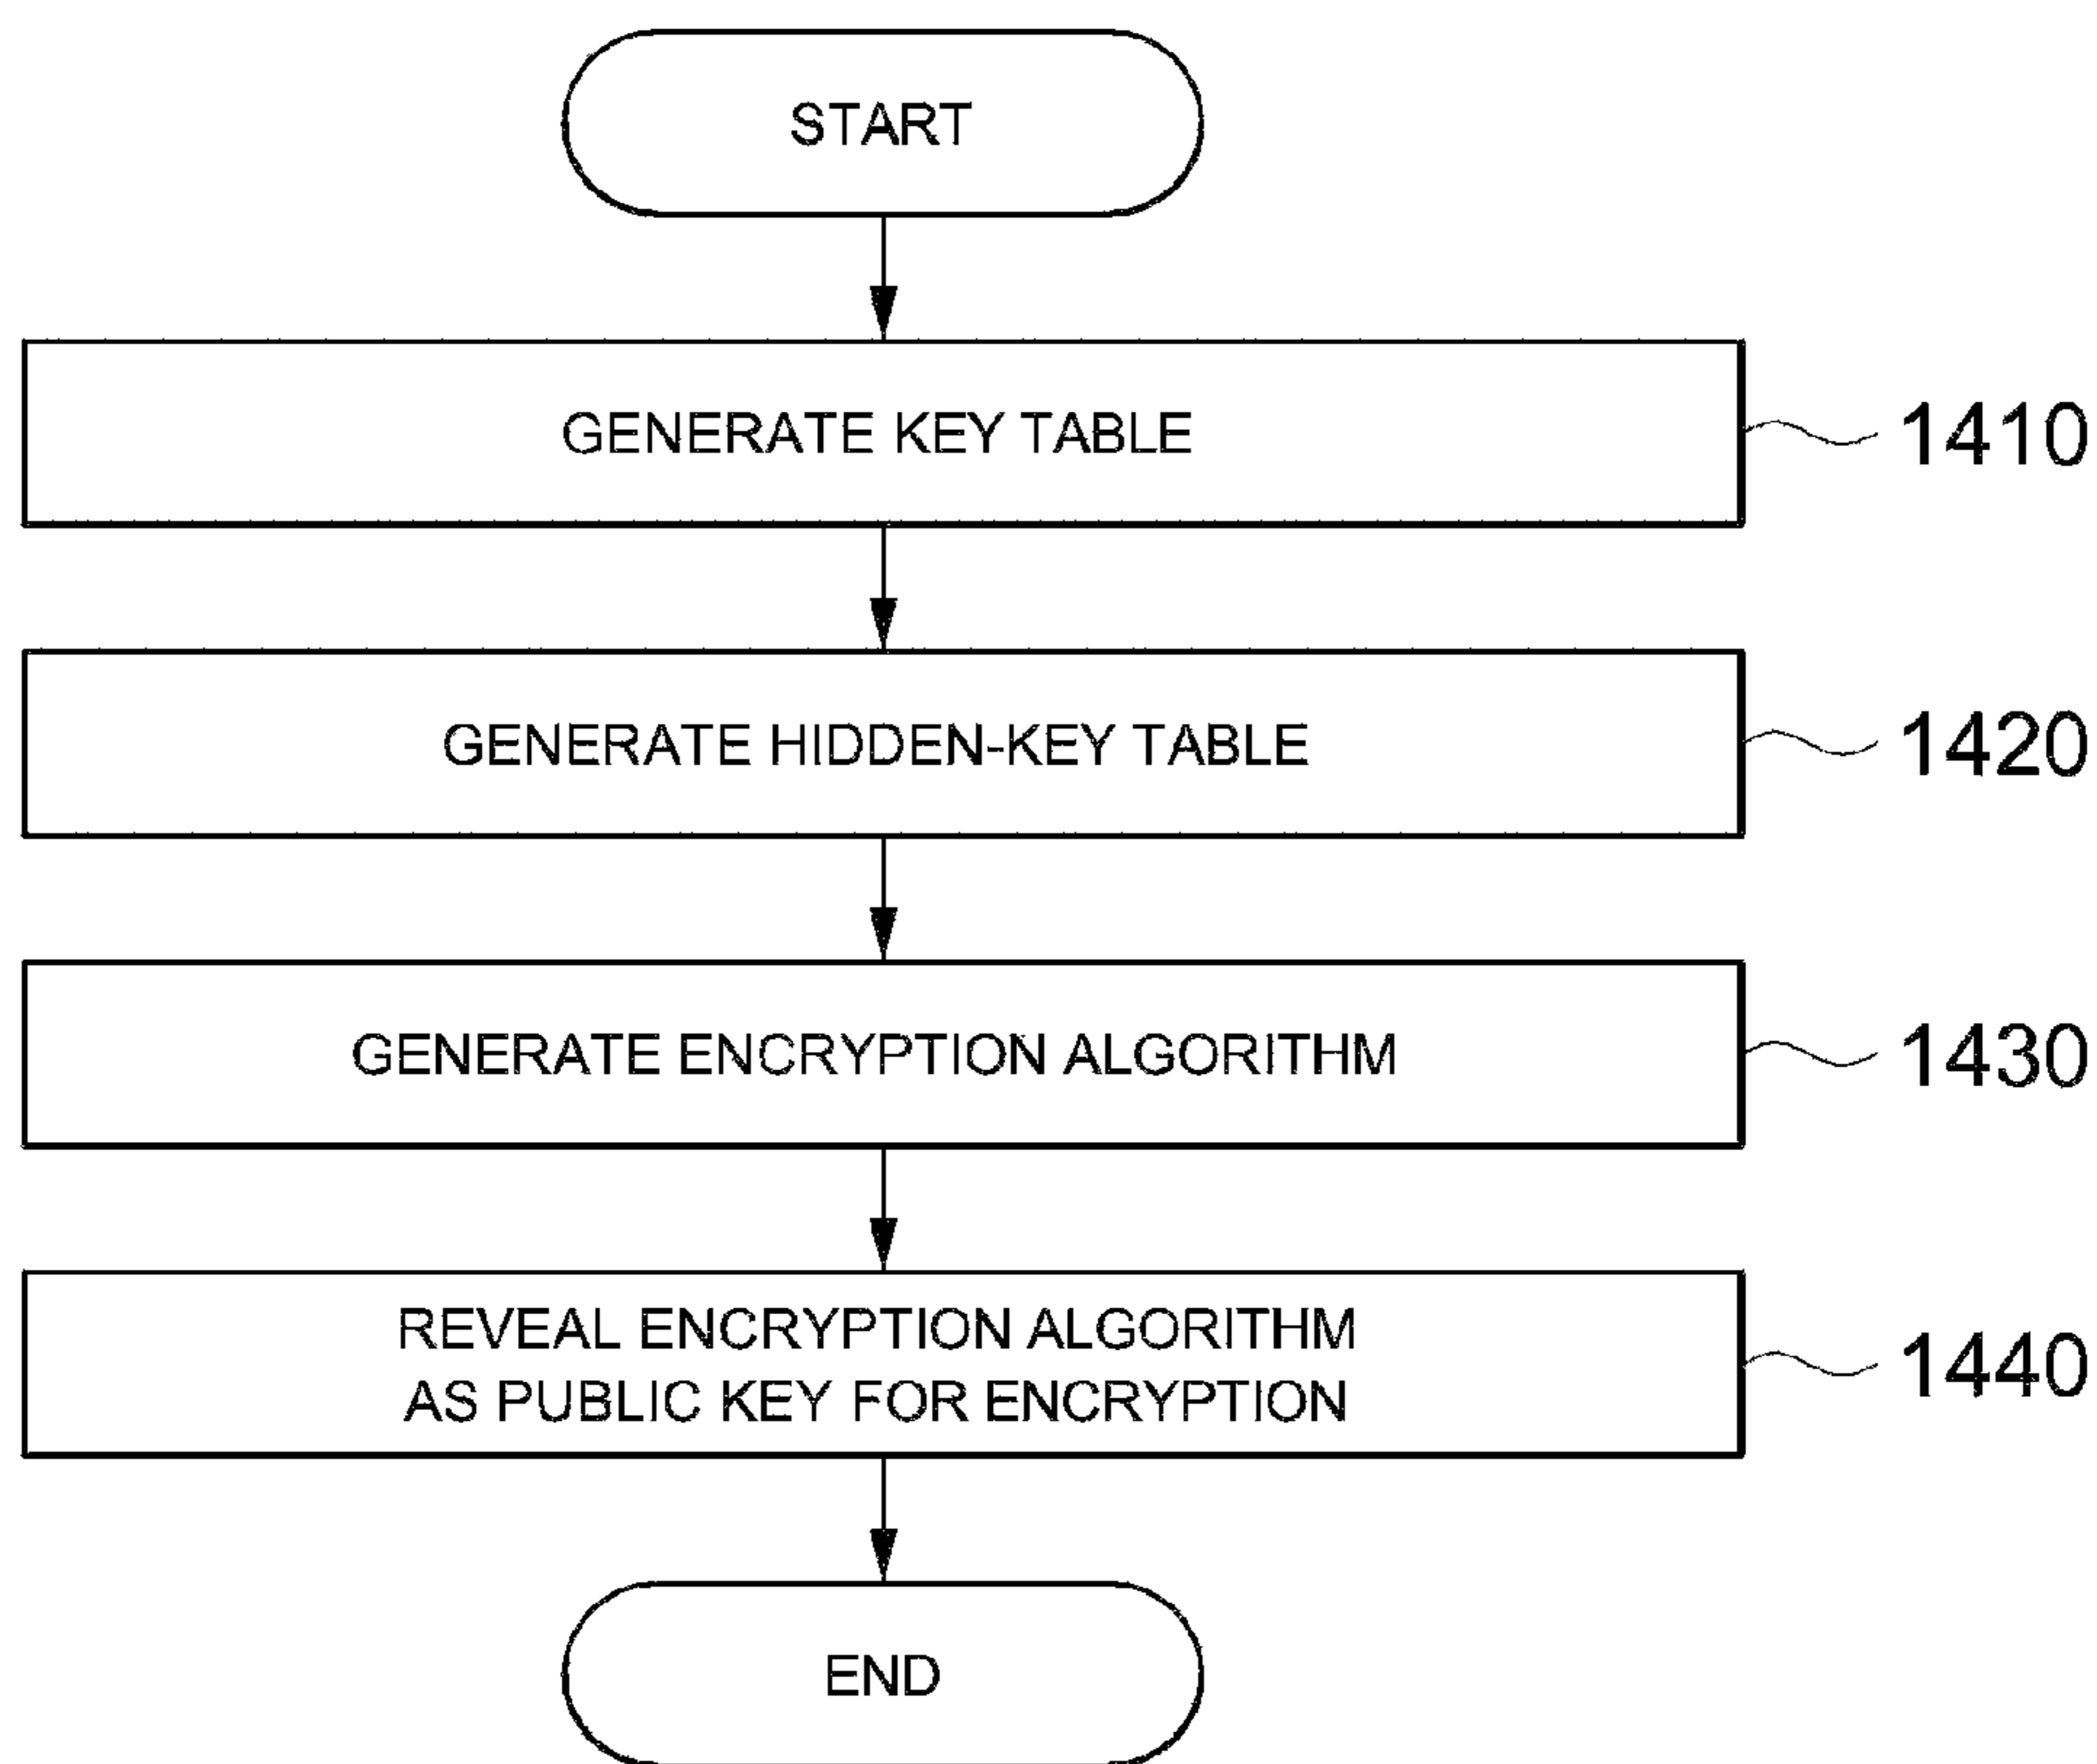 START
GENERATE KEY TABLE
1410
GENERATE HIDDEN-KEY TABLE
1420
GENERATE ENCRYPTION ALGORITHM
1430
REVEAL ENCRYPTION ALGORITHM
AS PUBLIC KEY FOR ENCRYPTION
1440
END